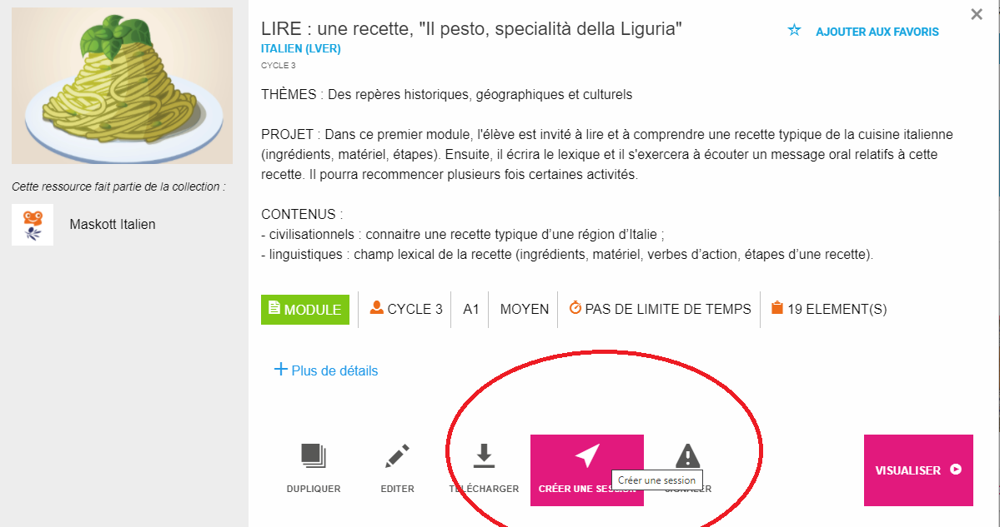 LIRE : une recette, "Il pesto, specialità della Liguria"
AJOUTER AUX FAVORIS
ITALIEN (LVER)
CYCLE 3
THÈMES : Des repères historiques, géographiques et culturels
PROJET : Dans ce premier module, l'élève est invité à lire et à comprendre une recette typique de la cuisine italienne
(ingrédients, matériel, étapes). Ensuite, il écrira le lexique et il s'exercera à écouter un message oral relatifs à cette
recette. Il pourra recommencer plusieurs fois certaines activités.
Cette ressource fait partie de la collection :
Maskott Italien
CONTENUS :
- civilisationnels : connaitre une recette typique d’une région d’Italie ;
- linguistiques : champ lexical de la recette (ingrédients, matériel, verbes d’action, étapes d’une recette).
MODULE CYCLE 3 A1 MOYEN PAS DE LIMITE DE TEMPS 19 ELEMENT(S)
+ Plus de détails
DUPLIQUER EDITER TÉLÉCHARGER CRÉER UNE SESSION SIGNALER
Créer une session
VISUALISER